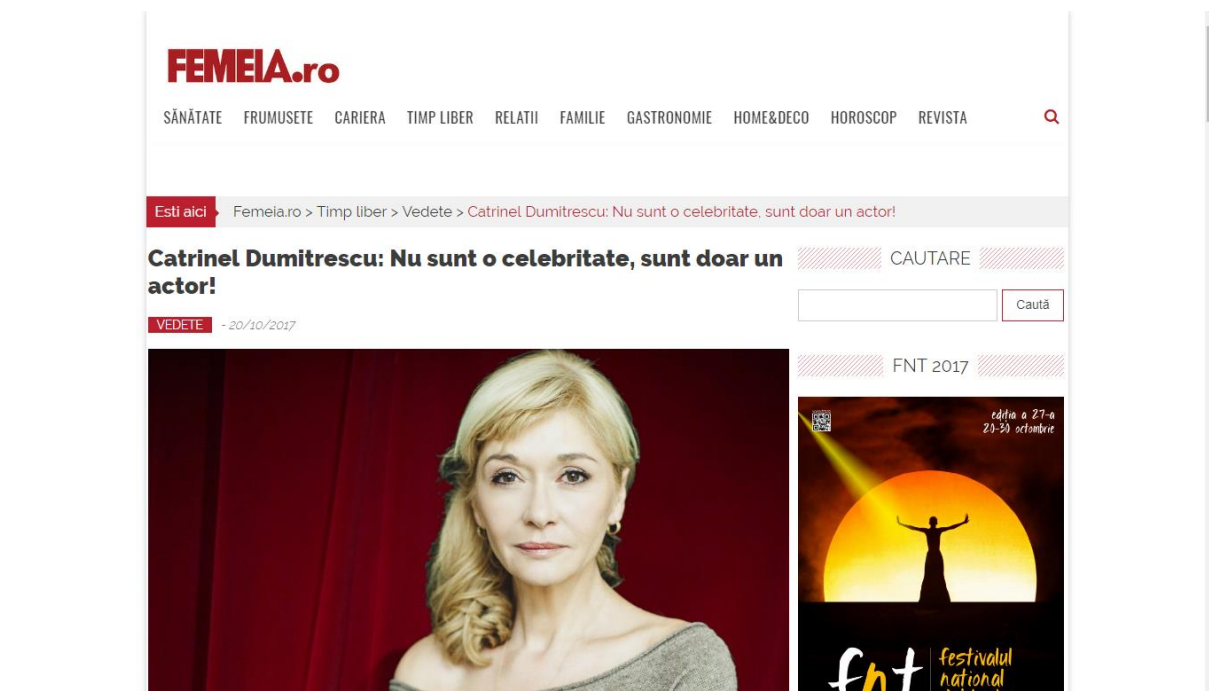 FEMEIA.ro
SĂNĂTATE FRUMUSETE CARIERA TIMP LIBER RELATII FAMILIE GASTRONOMIE HOME&DECO HOROSCOP REVISTA
Esti aici Femeia.ro > Timp liber > Vedete > Catrinel Dumitrescu: Nu sunt o celebritate, sunt doar un actor!
Catrinel Dumitrescu: Nu sunt o celebritate, sunt doar un
actor!
VEDETE - 20/10/2017
CAUTARE
Caută
FNT 2017
editia a 27-a
20-30 octombrie
fnt
festivalul
national